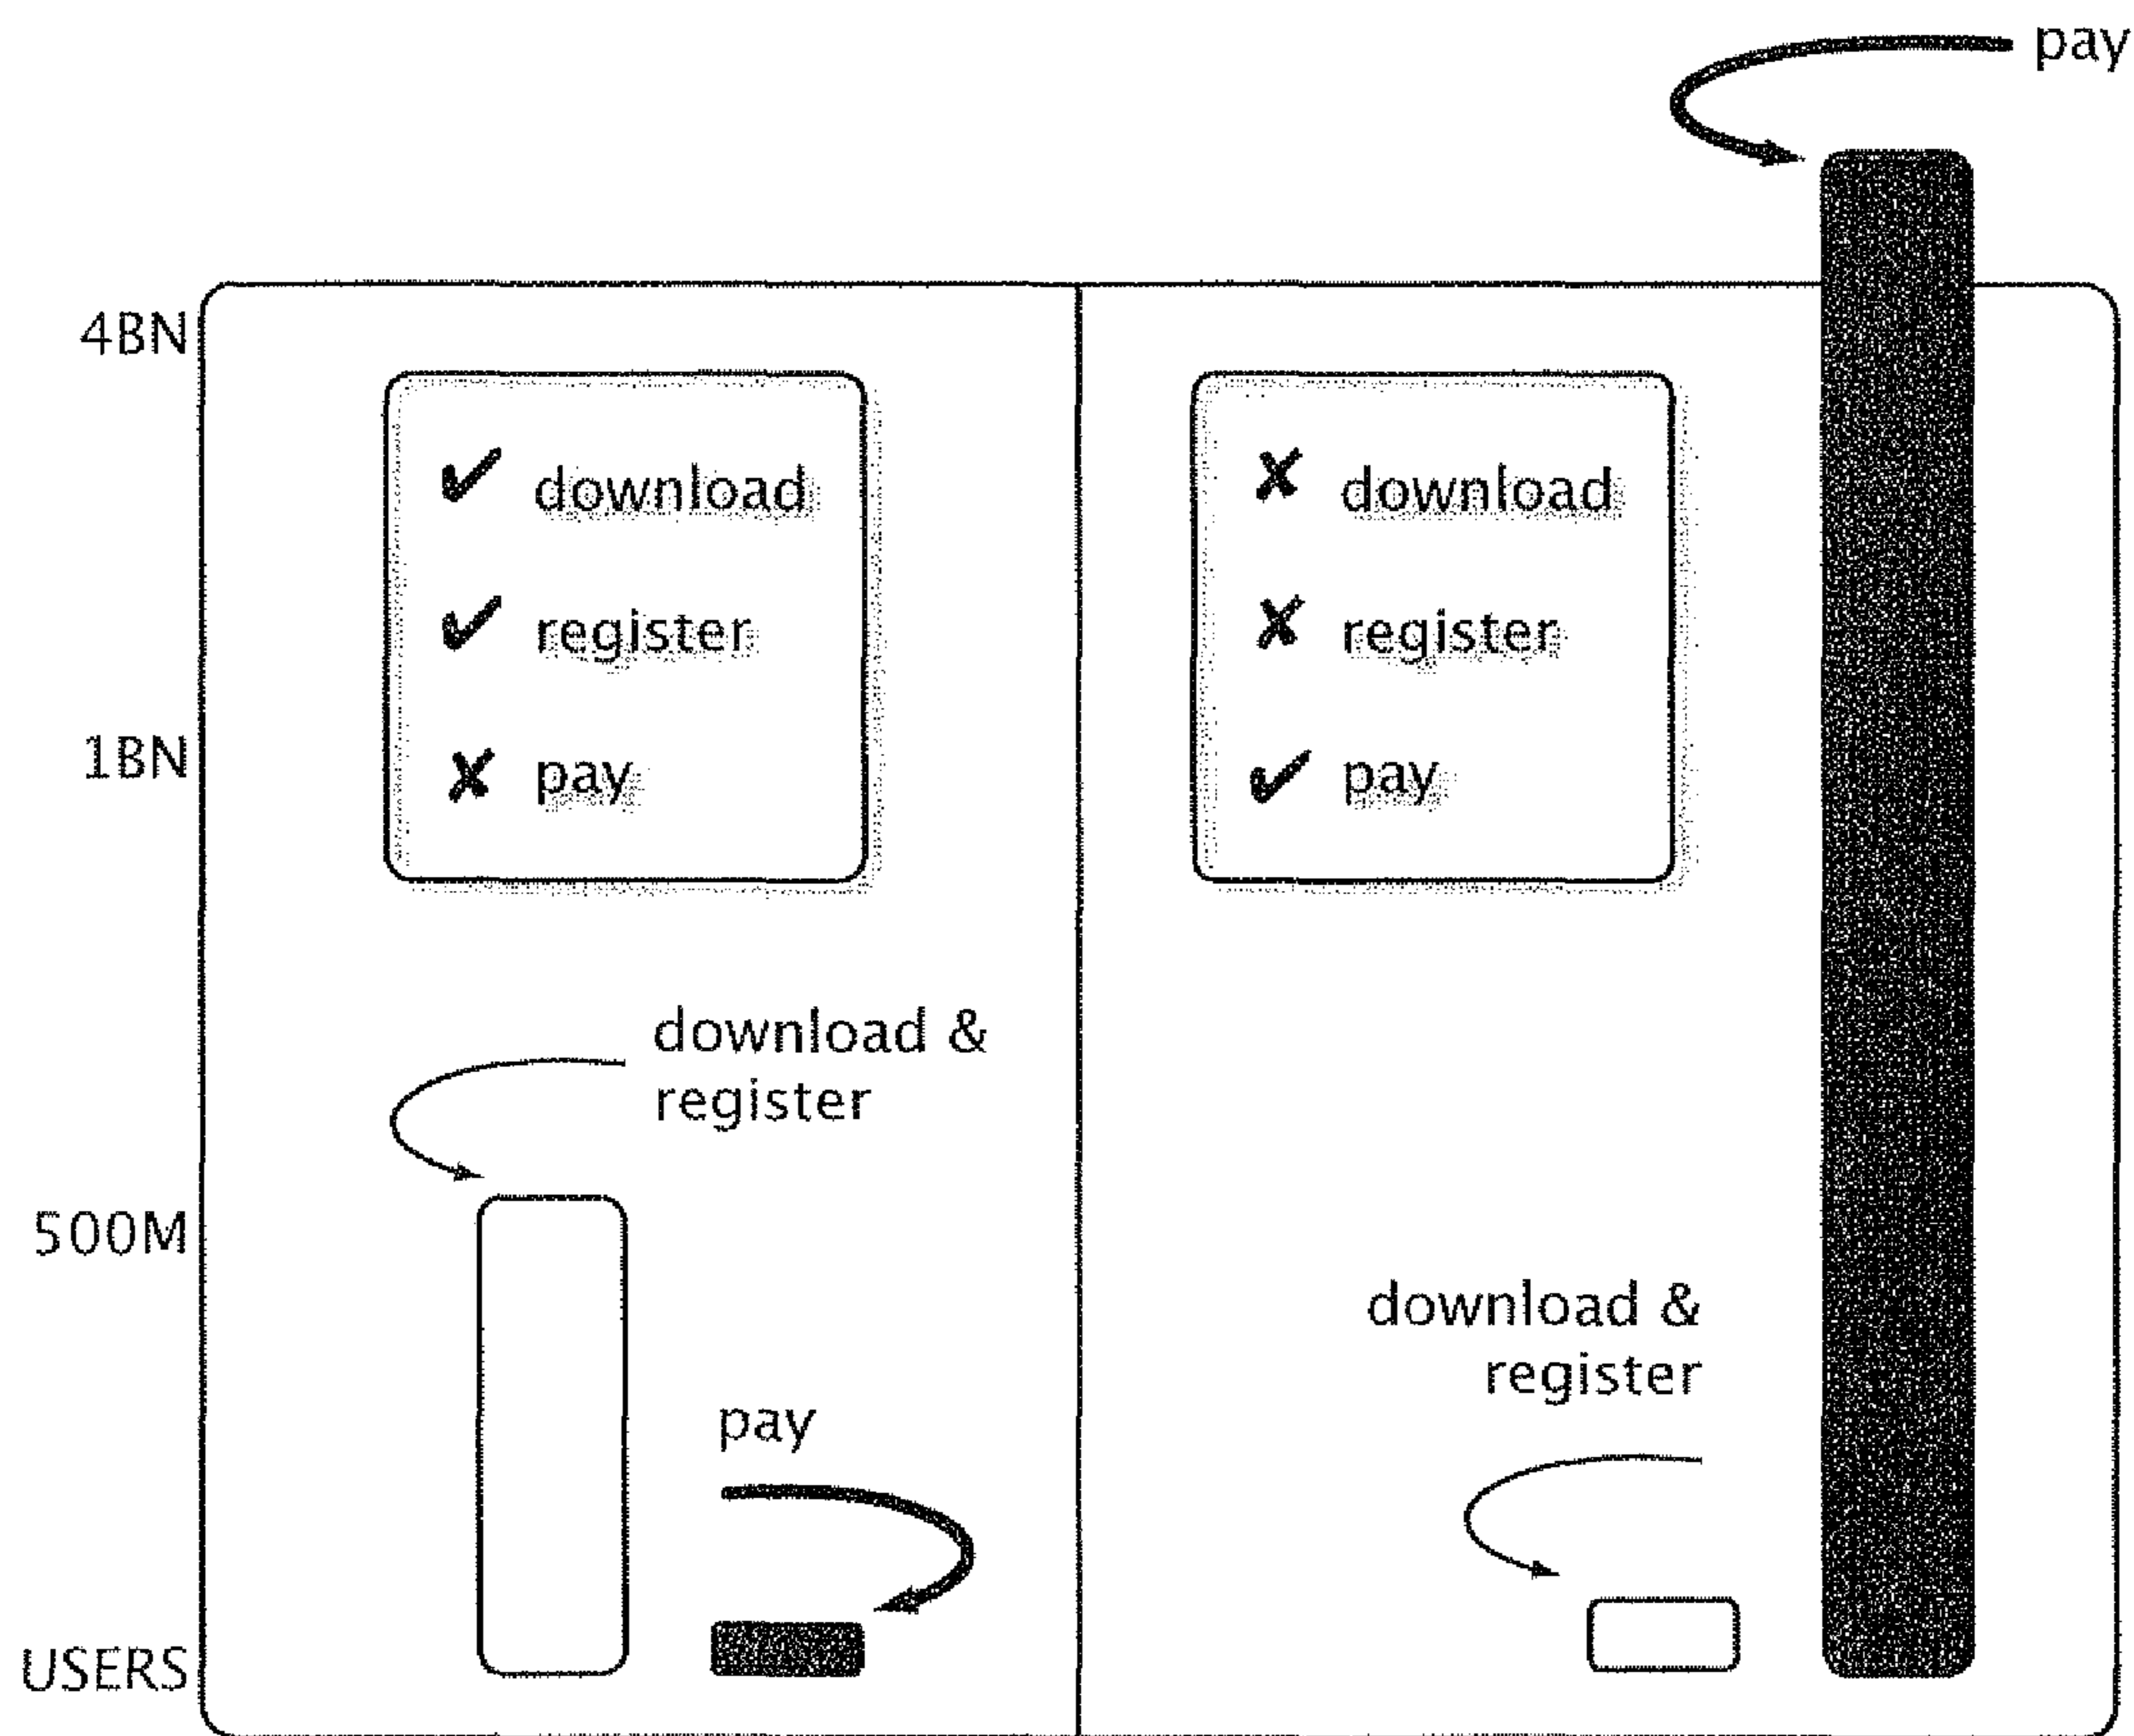 pay
4BN
✔ download
✘ download
✔ register
✘ register
1BN
✘ pay
✔ pay
download &
register
500M
download &
register
pay
USERS